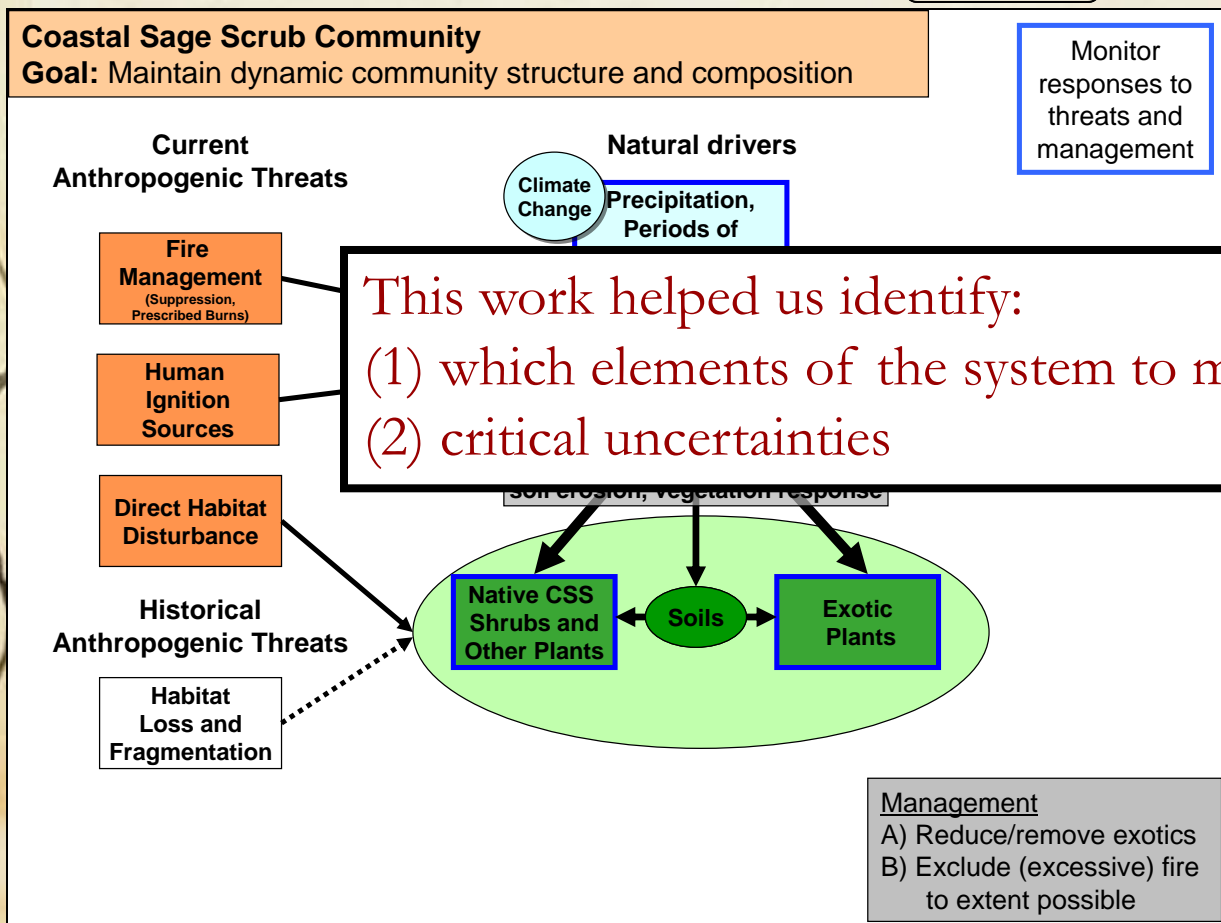 Coastal Sage Scrub Community
Goal: Maintain dynamic community structure and composition
Monitor
responses to
threats and
management
Current
Anthropogenic Threats
Natural drivers
Climate
Change
Precipitation,
Periods of
Fire
Management
(Suppression,
Prescribed Burns)
This work helped us identify:
(1) which elements of the system to
(2) critical uncertainties
Human
Ignition
Sources
soil erosion, vegetation response
Direct Habitat
Disturbance
Native CSS
Shrubs and
Other Plants
Soils
Exotic
Plants
Historical
Anthropogenic Threats
Habitat
Loss and
Fragmentation
Management
A) Reduce/remove exotics
B) Exclude (excessive) fire
to extent possible